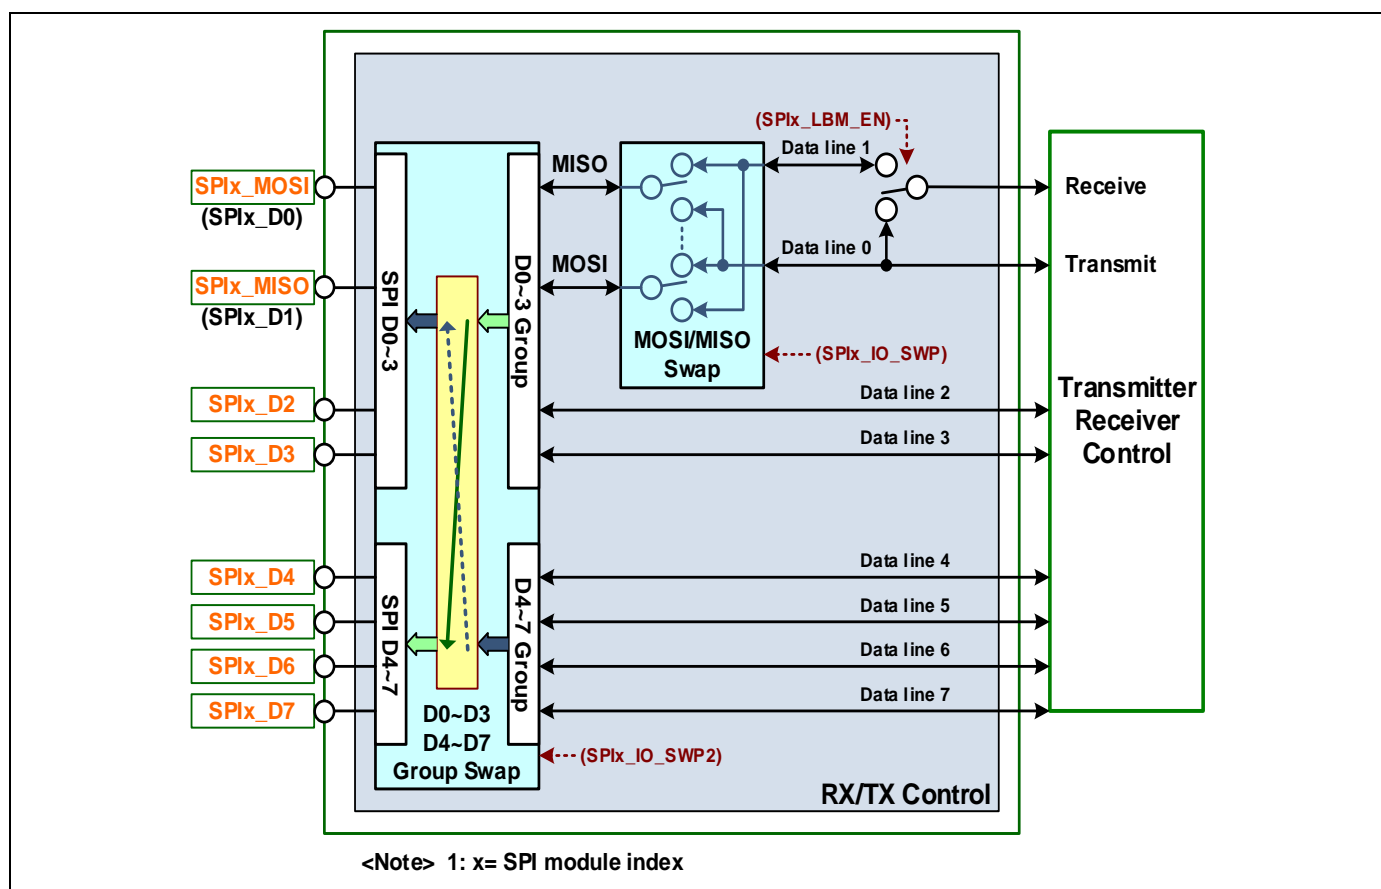 (SPIx_LBM_EN)
Data line 1
MISO
SPIx_MOSI
(SPIx_D0)
Receive
Data line 0
MOSI
SPIx_MISO
(SPIx_D1)
Transmit
SPI D0~3
D0~3 Group
MOSI/MISO
Swap
(SPIx_IO_SWP)
Transmitter
Receiver
Control
SPIx_D2
Data line 2
SPIx_D3
Data line 3
SPIx_D4
Data line 4
SPIx_D5
Data line 5
SPIx_D6
Data line 6
SPIx_D7
Data line 7
SPI D4~7
D4~7 Group
D0~D3
D4~D7
Group Swap
(SPIx_IO_SWP2)
RX/TX Control
<Note> 1: x= SPI module index